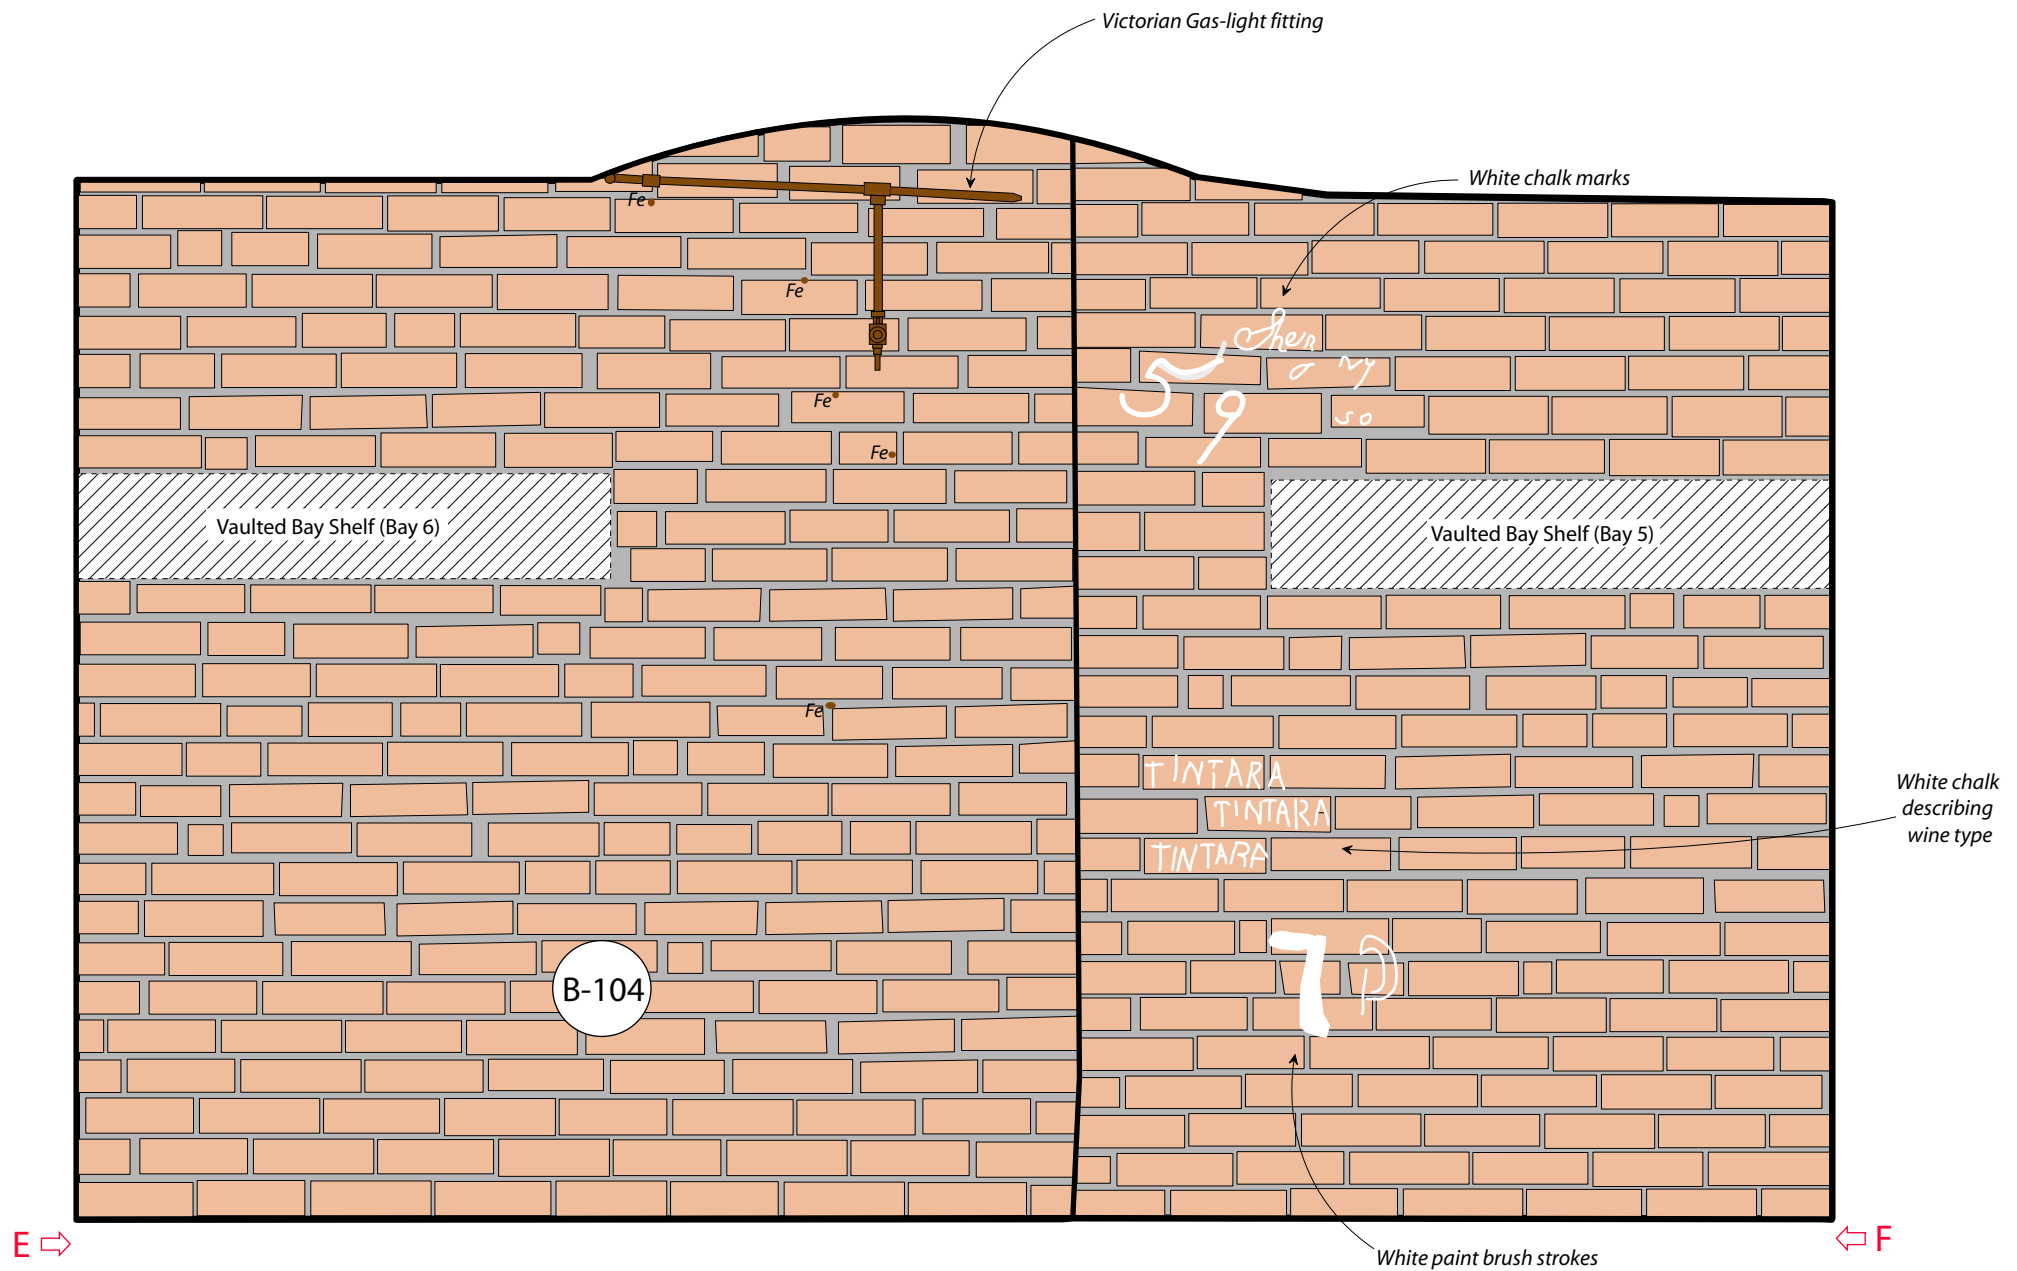 Victorian Gas-light fitting
White chalk marks
Fe
Fe
5 9
so
Fe
Fe
Vaulted Bay Shelf (Bay 6)
Vaulted Bay Shelf (Bay 5)
Fe
TINTARA
TINTARA
TINTARA
White chalk
describing
wine type
7 P
B-104
E
F
White paint brush strokes